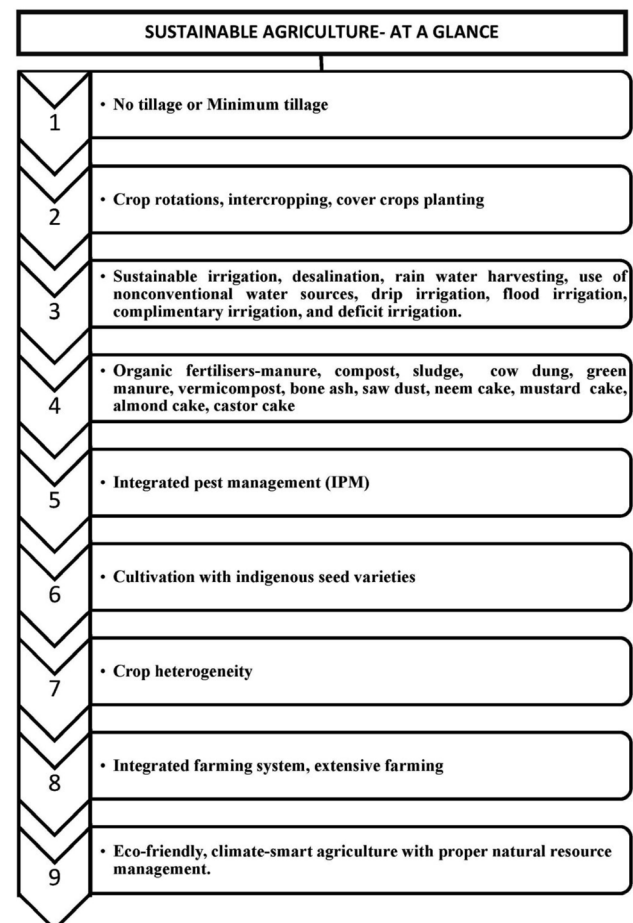 SUSTAINABLE AGRICULTURE- AT A GLANCE
1
• No tillage or Minimum tillage
2
• Crop rotations, intercropping, cover crops planting
3
• Sustainable irrigation, desalination, rain water harvesting, use of
nonconventional water sources, drip irrigation, flood irrigation,
complimentary irrigation, and deficit irrigation.
4
• Organic fertilisers-manure, compost, sludge, cow dung, green
manure, vermicompost, bone ash, saw dust, neem cake, mustard cake,
almond cake, castor cake
5
• Integrated pest management (IPM)
6
• Cultivation with indigenous seed varieties
7
• Crop heterogeneity
8
• Integrated farming system, extensive farming
9
• Eco-friendly, climate-smart agriculture with proper natural resource
management.